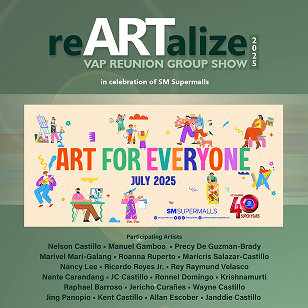 reARTalize
2025
VAP REUNION GROUP SHOW
in celebration of SM Supermalls
ART FOR EVERYONE
JULY 2025
SM SUPERMALLS
40
SUPER YEARS
Participating Artists
Nelson Castillo • Manuel Gamboa • Precy De Guzman-Brady
Marivel Mari-Galang • Roanna Ruperto • Maricris Salazar-Castillo
Nancy Lee • Ricardo Reyes Jr. • Rey Raymund Velasco
Nante Carandang • JC Castillo • Ronnel Domingo • Krishnamurti
Raphael Barroso • Jericho Curañes • Wayne Castillo
Jing Panopio • Kent Castillo • Allan Escober • Janddie Castillo